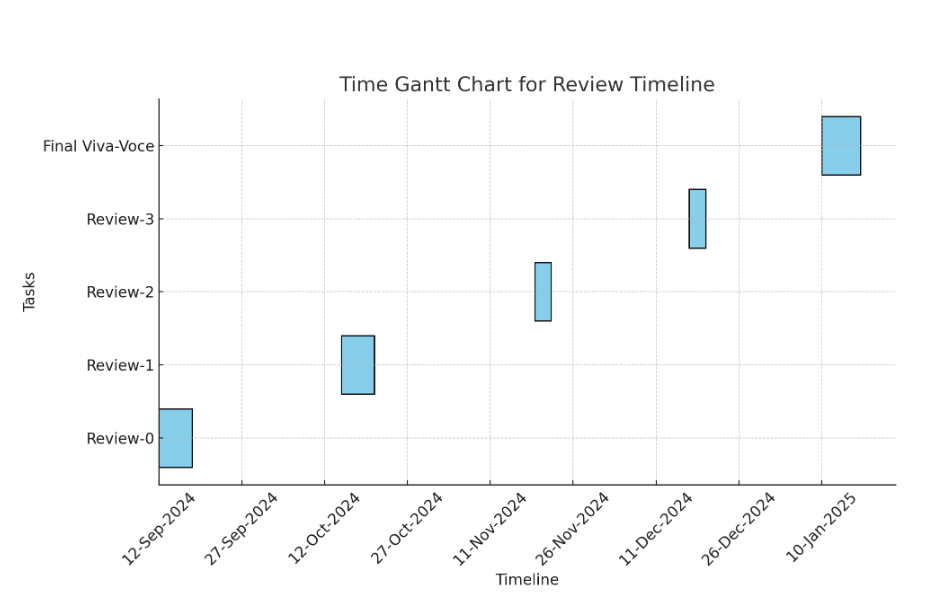 Time Gantt Chart for Review Timeline
Final Viva-Voce
Review-3
Review-2
Review-1
Review-0
Tasks
12-Sep-2024
27-Sep-2024
12-Oct-2024
27-Oct-2024
11-Nov-2024
26-Nov-2024
11-Dec-2024
26-Dec-2024
10-Jan-2025
Timeline